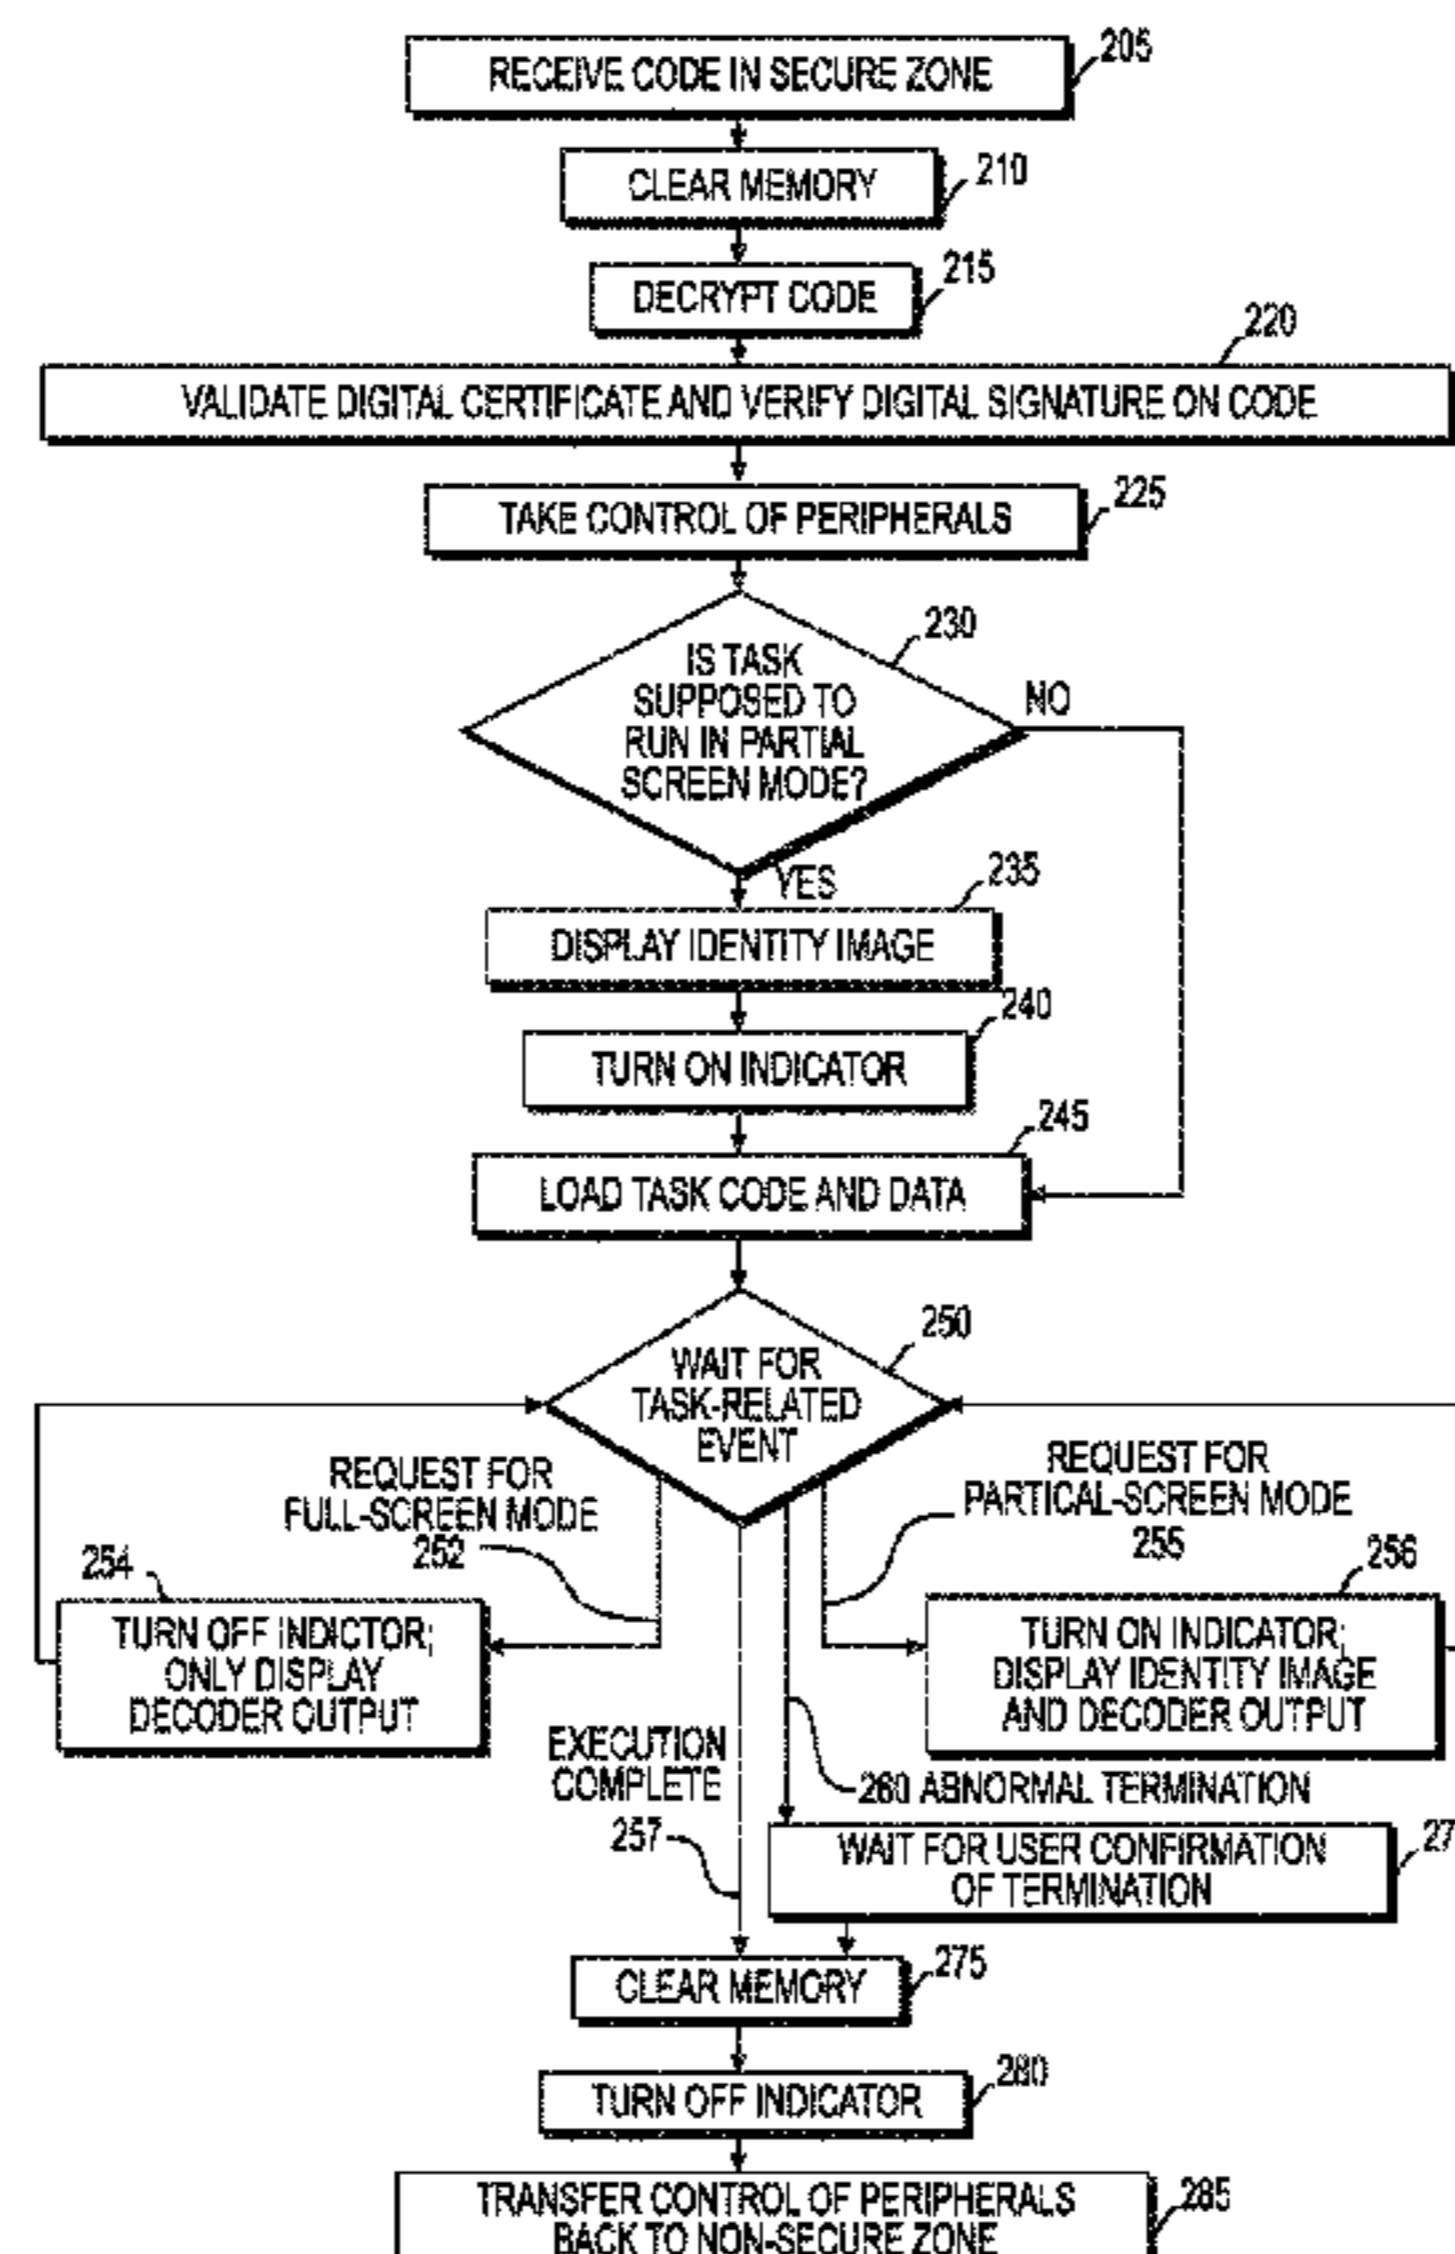 RECEIVE CODE IN SECURE ZONE
205
CLEAR MEMORY
210
DECRYPT CODE
215
220
VALIDATE DIGITAL CERTIFICATE AND VERIFY DIGITAL SIGNATURE ON CODE
TAKE CONTROL OF PERIPHERALS
225
230
IS TASK
SUPPOSED TO
RUN IN PARTIAL
SCREEN MODE?
NO
YES
235
DISPLAY IDENTITY IMAGE
240
TURN ON INDICATOR
245
LOAD TASK CODE AND DATA
250
WAIT FOR
TASK-RELATED
EVENT
REQUEST FOR
FULL-SCREEN MODE
252
REQUEST FOR
PARTICAL-SCREEN MODE
255
254
TURN OFF INDICTOR;
ONLY DISPLAY
DECODER OUTPUT
256
TURN ON INDICATOR;
DISPLAY IDENTITY IMAGE
AND DECODER OUTPUT
EXECUTION
COMPLETE
257
260 ABNORMAL TERMINATION
WAIT FOR USER CONFIRMATION
OF TERMINATION
CLEAR MEMORY
275
TURN OFF INDICATOR
280
TRANSFER CONTROL OF PERIPHERALS
BACK TO NON-SECURE ZONE
285